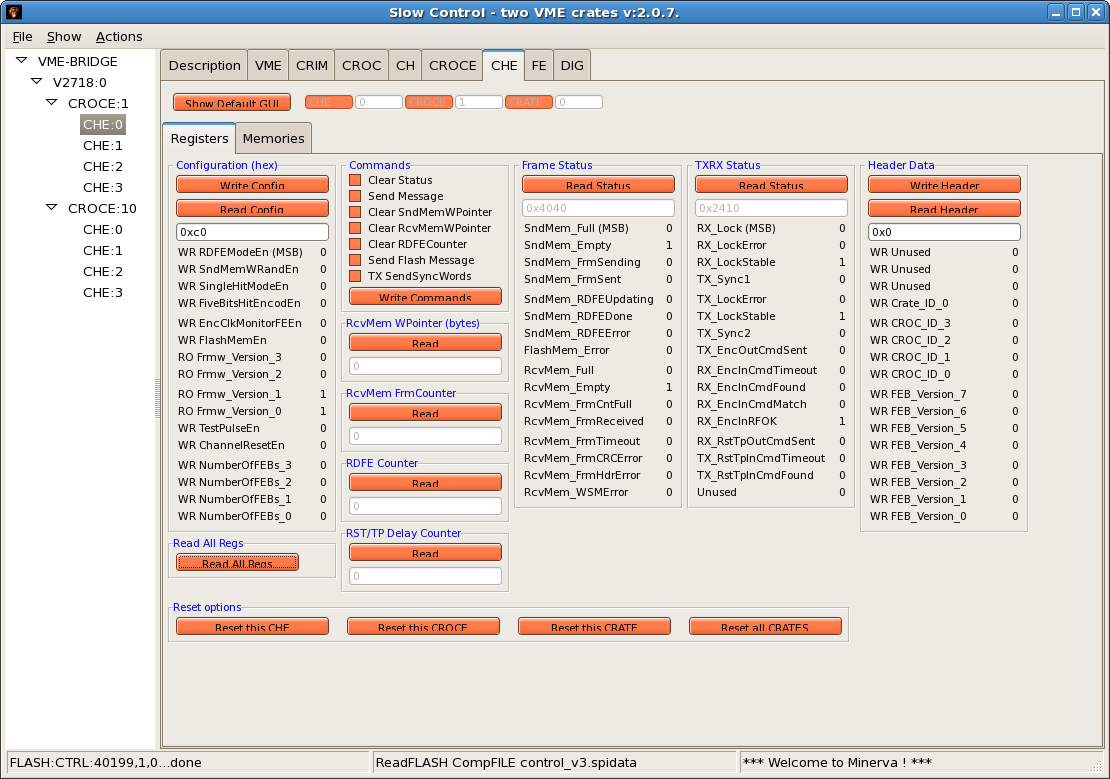 Slow Control - two VME crates v:2.0.7.
File Show Actions
VME-BRIDGE
V2718:0
CROCE:1
CHE:0
CHE:1
CHE:2
CHE:3
CROCE:10
CHE:0
CHE:1
CHE:2
CHE:3
Description VME CRIM CROC CH CROCE CHE FE DIG
Show Default GUI CHE 0 CROCE 1 CRATE 0
Registers Memories
Configuration (hex)
Write Config
Read Config
0xc0
WR RDFEModeEn (MSB) 0
WR SndMemWRandEn 0
WR SingleHitModeEn 0
WR FiveBitsHitEncodEn 0
WR EncClkMonitorFEEn 0
WR FlashMemEn 0
RO Frmw_Version_3 0
RO Frmw_Version_2 0
RO Frmw_Version_1 1
RO Frmw_Version_0 1
WR TestPulseEn 0
WR ChannelResetEn 0
WR NumberOfFEBs_3 0
WR NumberOfFEBs_2 0
WR NumberOfFEBs_1 0
WR NumberOfFEBs_0 0
Read All Regs
Read All Regs
Commands
Clear Status
Send Message
Clear SndMemWPointer
Clear RcvMemWPointer
Clear RDFECounter
Send Flash Message
TX SendSyncWords
Write Commands
RcvMem WPointer (bytes)
Read
0
RcvMem FrmCounter
Read
0
RDFE Counter
Read
0
RST/TP Delay Counter
Read
0
Frame Status
Read Status
0x4040
SndMem_Full (MSB) 0
SndMem_Empty 1
SndMem_FrmSending 0
SndMem_FrmSent 0
SndMem_RDFEUpdating 0
SndMem_RDFEDone 0
SndMem_RDFEError 0
FlashMem_Error 0
RcvMem_Full 0
RcvMem_Empty 1
RcvMem_FrmCntFull 0
RcvMem_FrmReceived 0
RcvMem_FrmTimeout 0
RcvMem_FrmCRCError 0
RcvMem_FrmHdrError 0
RcvMem_WSMError 0
TXRX Status
Read Status
0x2410
RX_Lock (MSB) 0
RX_LockError 0
RX_LockStable 1
TX_Sync1 0
TX_LockError 0
TX_LockStable 1
TX_Sync2 0
TX_EncOutCmdSent 0
RX_EncInCmdTimeout 0
RX_EncInCmdFound 0
RX_EncInCmdMatch 0
RX_EncInRFOK 1
RX_RstTpOutCmdSent 0
TX_RstTpInCmdTimeout 0
TX_RstTpInCmdFound 0
Unused 0
Header Data
Write Header
Read Header
0x0
WR Unused 0
WR Unused 0
WR Unused 0
WR Crate_ID_0 0
WR CROC_ID_3 0
WR CROC_ID_2 0
WR CROC_ID_1 0
WR CROC_ID_0 0
WR FEB_Version_7 0
WR FEB_Version_6 0
WR FEB_Version_5 0
WR FEB_Version_4 0
WR FEB_Version_3 0
WR FEB_Version_2 0
WR FEB_Version_1 0
WR FEB_Version_0 0
Reset options
Reset this CHE Reset this CROCE Reset this CRATE Reset all CRATES
FLASH:CTRL:40199,1,0...done ReadFLASH CompFILE control_v3.spidata *** Welcome to Minerva ! ***